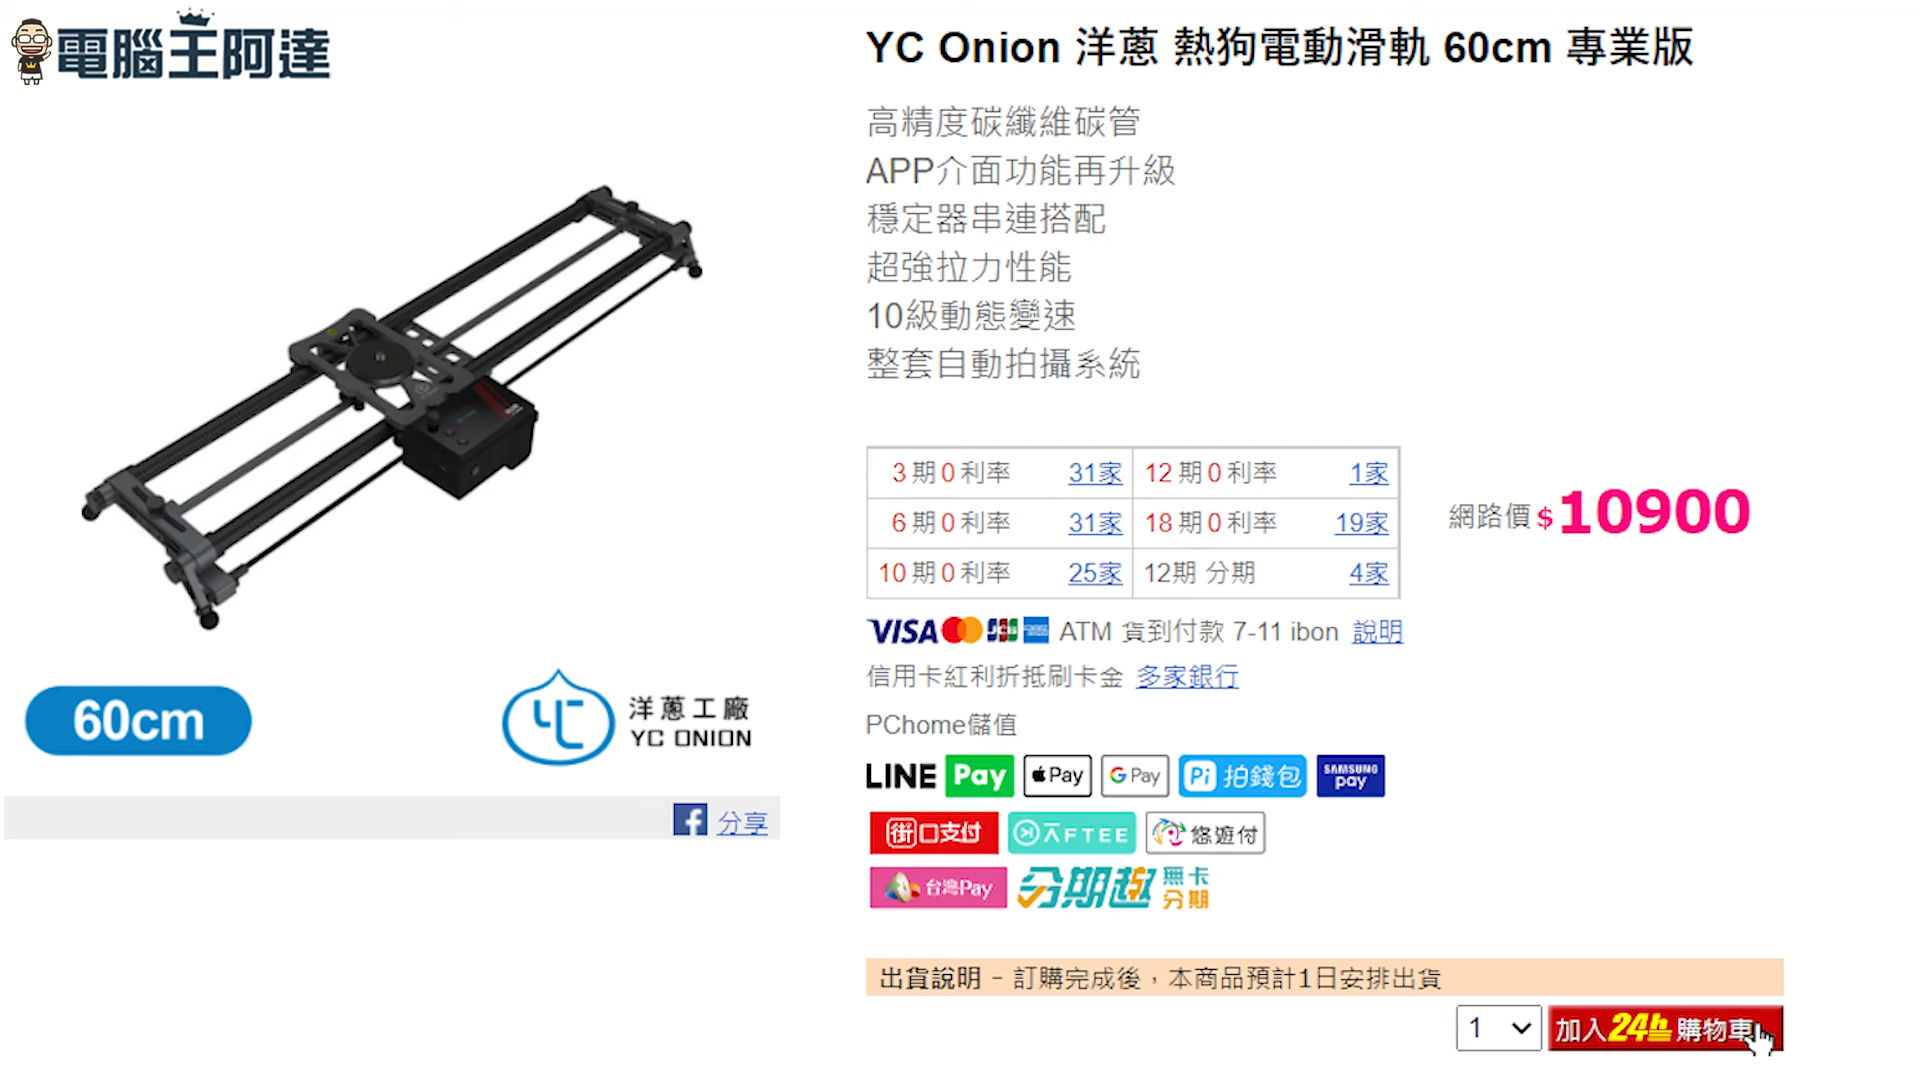 電腦王阿達
YC Onion 洋蔥 熱狗電動滑軌 60cm 專業版
高精度碳纖維碳管
APP介面功能再升級
穩定器串連搭配
超強拉力性能
10級動態變速
整套自動拍攝系統
3期0利率 31家 12期0利率 1家
6期0利率 31家 18期0利率 19家
10期0利率 25家 12期 分期 4家
網路價$10900
VISA JCB ATM 貨到付款 7-11 ibon 說明
信用卡紅利折抵刷卡金 多家銀行
PChome儲值
LINE Pay Pay G Pay Pi 拍錢包 SAMSUNG pay
街口支付 AFTEE 悠遊付
台灣Pay 分期趣 無卡分期
60cm
洋蔥工廠
YC ONION
f 分享
出貨說明 - 訂購完成後，本商品預計1日安排出貨
1 加入24h購物車